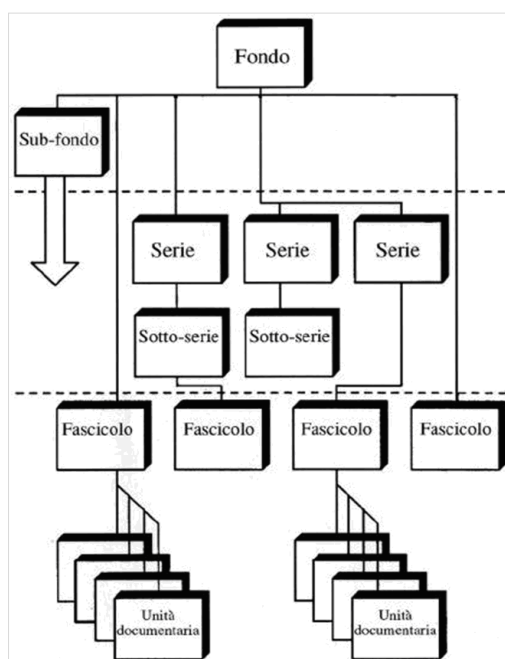 Fondo
Sub-fondo
Serie
Serie
Serie
Sotto-serie
Sotto-serie
Fascicolo
Fascicolo
Fascicolo
Fascicolo
Unità
documentaria
Unità
documentaria